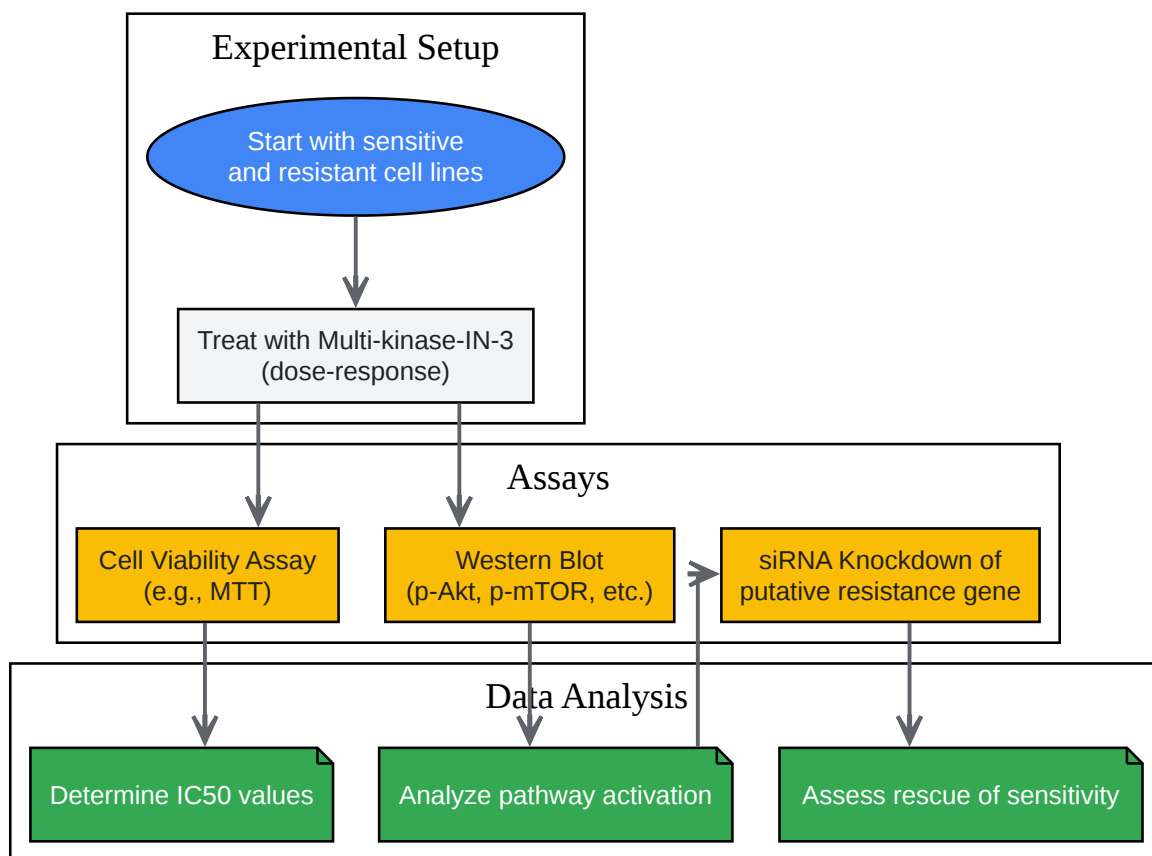 Experimental Setup
Start with sensitive
and resistant cell lines
Treat with Multi-kinase-IN-3
(dose-response)
Assays
Cell Viability Assay
(e.g., MTT)
Western Blot
(p-Akt, p-mTOR, etc.)
siRNA Knockdown of
putative resistance gene
Data Analysis
Determine IC50 values
Analyze pathway activation
Assess rescue of sensitivity